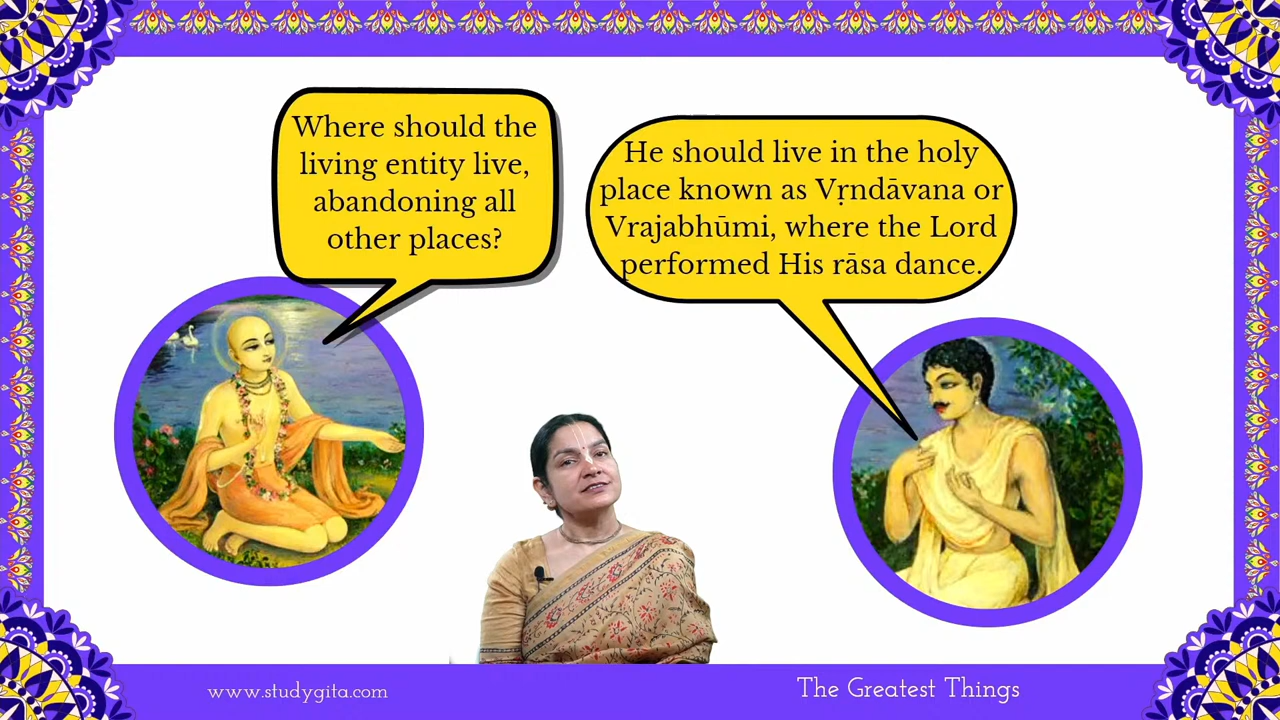 Where should the
living entity live,
abandoning all
other places?
He should live in the holy
place known as Vṛndāvana or
Vrajabhūmi, where the Lord
performed His rāsa dance.
www.studygita.com
The Greatest Things